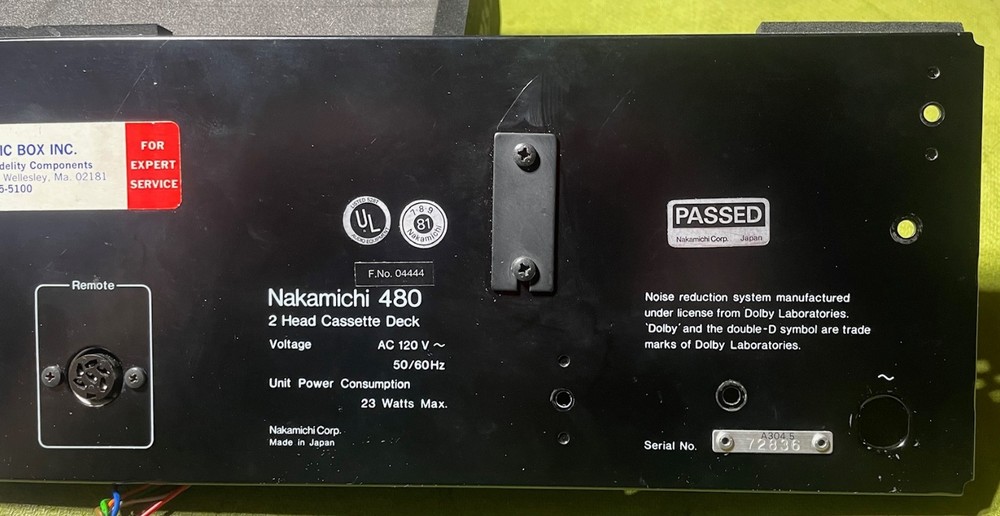 IC BOX INC.
delity Components
Wellesley, Ma. 02181
5-5100
FOR
EXPERT
SERVICE
UL
7-8-9
81
Nakamichi
PASSED
Nakamichi Corp. Japan
F.No. 04444
Remote
Nakamichi 480
2 Head Cassette Deck
Voltage AC 120 V ~
50/60Hz
Unit Power Consumption
23 Watts Max.
Nakamichi Corp.
Made in Japan
Noise reduction system manufactured
under license from Dolby Laboratories.
'Dolby' and the double-D symbol are trade
marks of Dolby Laboratories.
~
Serial No.
A304 5
72836